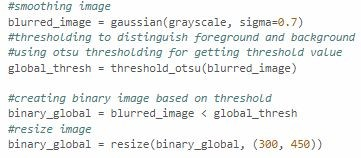 #smoothing image
blurred_image = gaussian(grayscale, sigma=0.7)
#thresholding to distinguish foreground and background
#using otsu thresholding for getting threshold value
global_thresh = threshold_otsu(blurred_image)
#creating binary image based on threshold
binary_global = blurred_image < global_thresh
#resize image
binary_global = resize(binary_global, (300, 450))